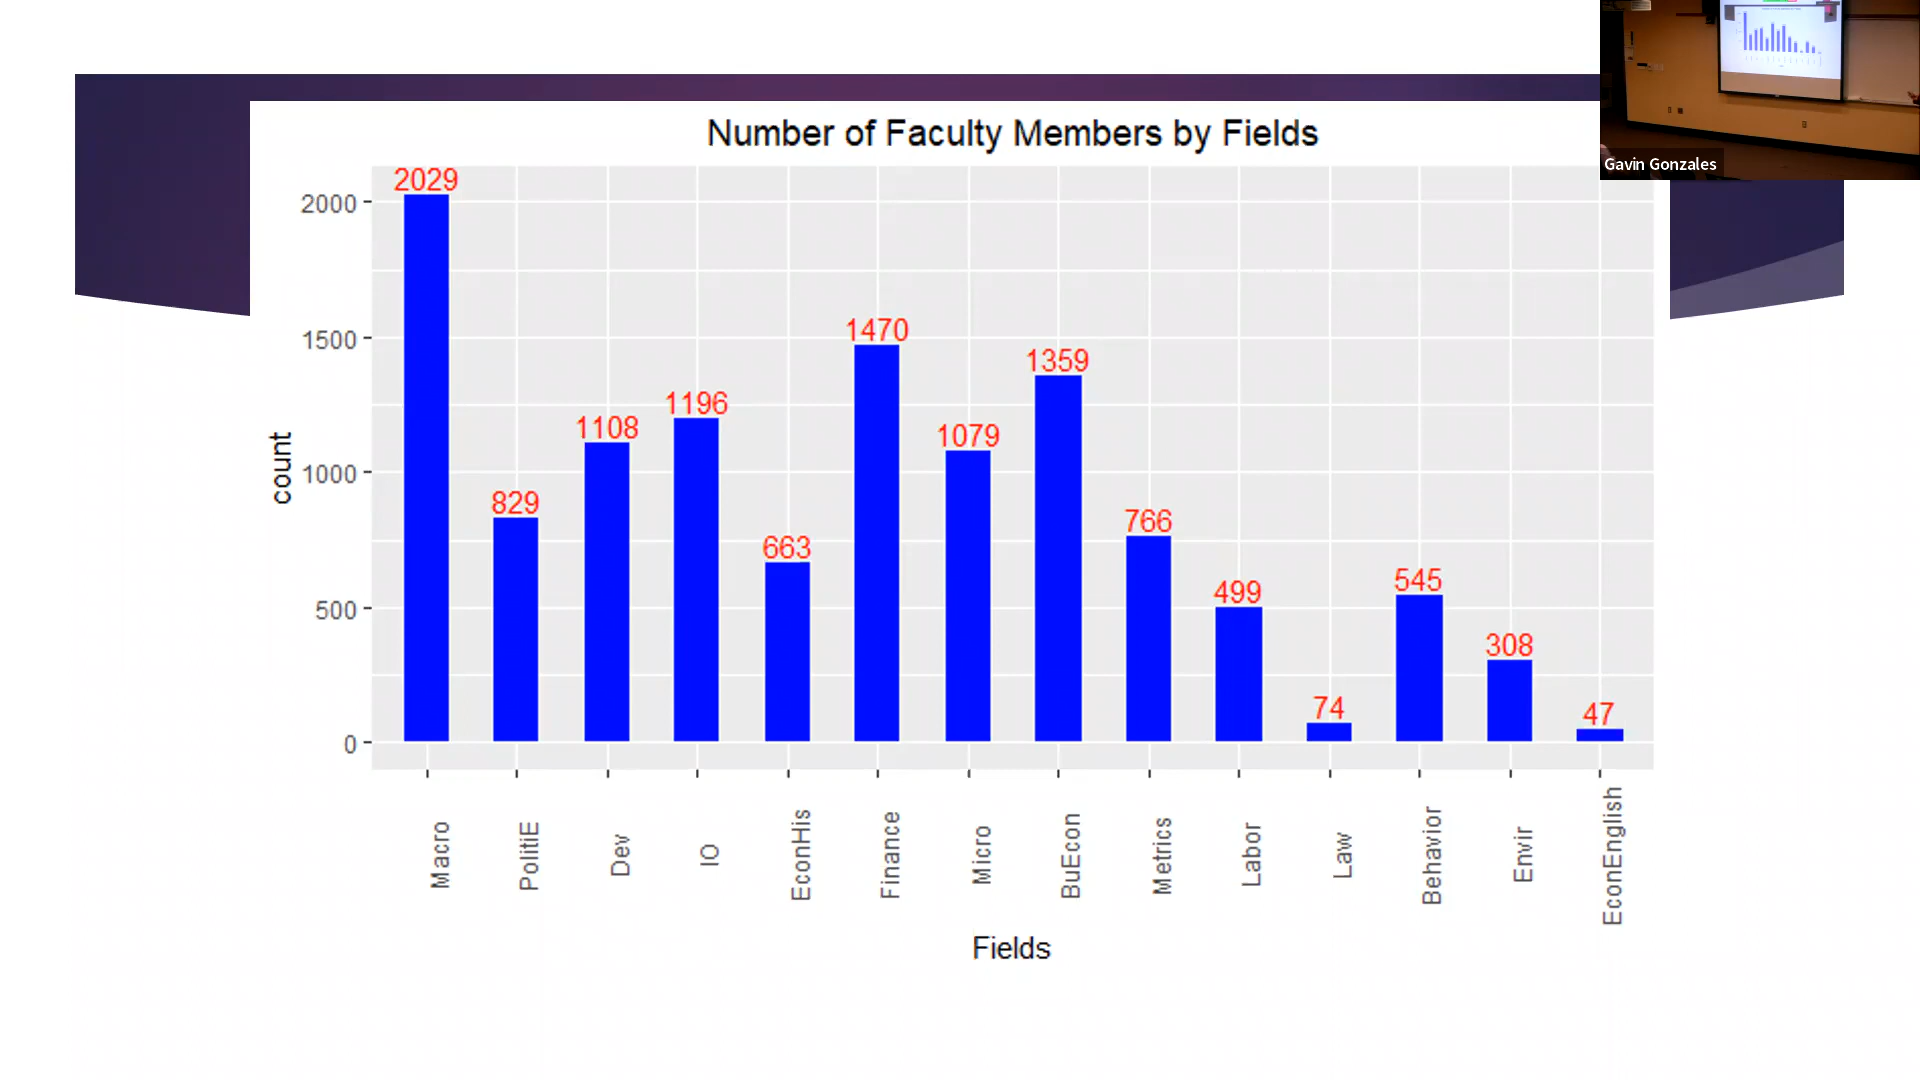 Number of Faculty Members by Fields
Gavin Gonzales
count
2000
1500
1000
500
0
2029
829
1108
1196
663
1470
1079
1359
766
499
74
545
308
47
Macro
PolitiE
Dev
IO
EconHis
Finance
Micro
BuEcon
Metrics
Labor
Law
Behavior
Envir
EconEnglish
Fields